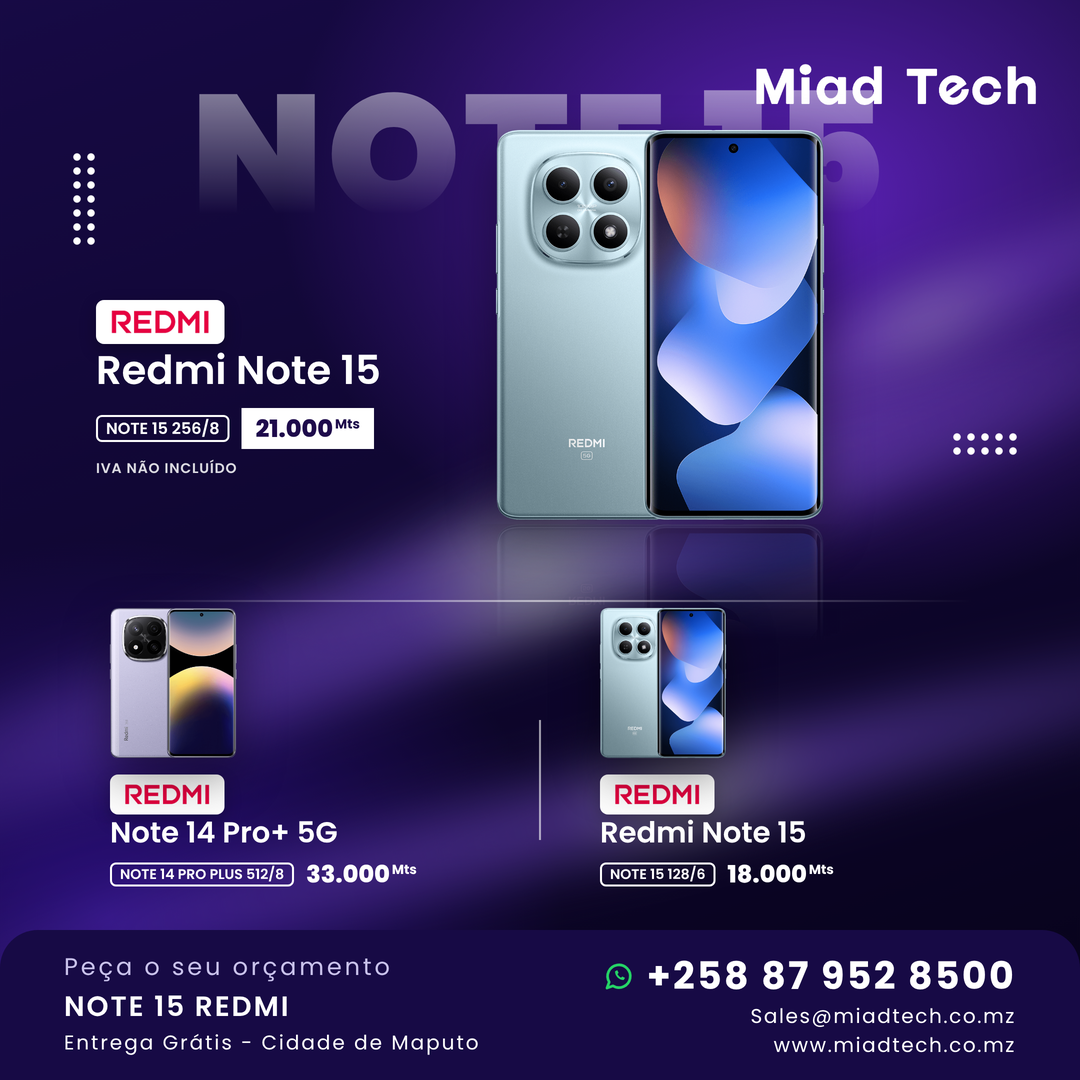 Miad Tech
NOTE 15
REDMI
Redmi Note 15
NOTE 15 256/8 21.000 Mts
IVA NÃO INCLUÍDO
REDMI
5G
REDMI
Note 14 Pro+ 5G
NOTE 14 PRO PLUS 512/8 33.000 Mts
REDMI
REDMI
Redmi Note 15
NOTE 15 128/6 18.000 Mts
Peça o seu orçamento
NOTE 15 REDMI
Entrega Grátis - Cidade de Maputo
+258 87 952 8500
Sales@miadtech.co.mz
www.miadtech.co.mz